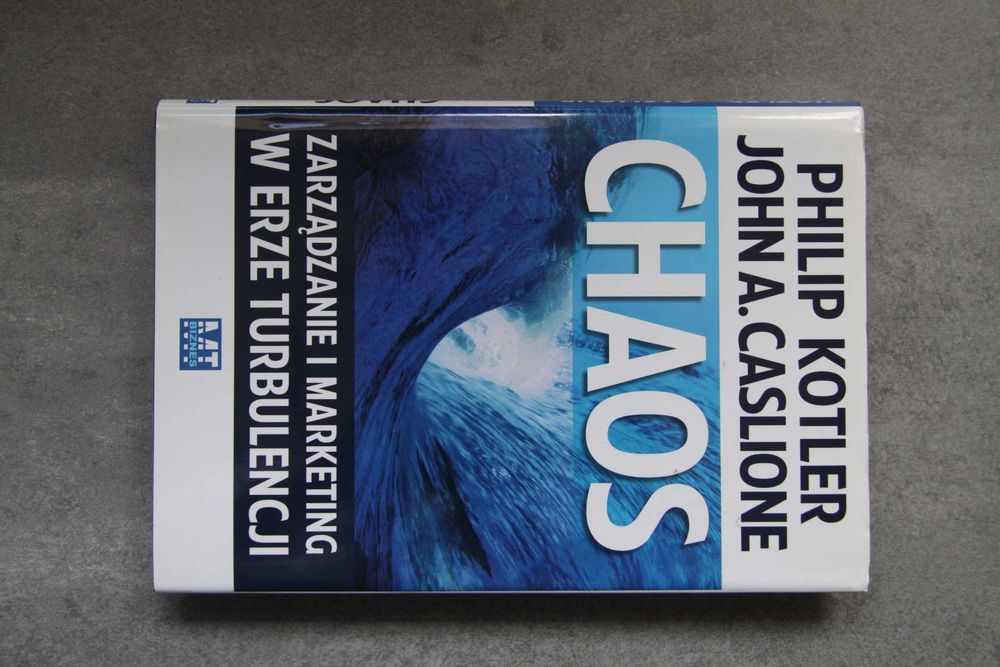 PHILIP KOTLER
JOHN A. CASLIONE
CHAOS
ZARZĄDZANIE I MARKETING
W ERZE TURBULENCJI
MT
BIZNES